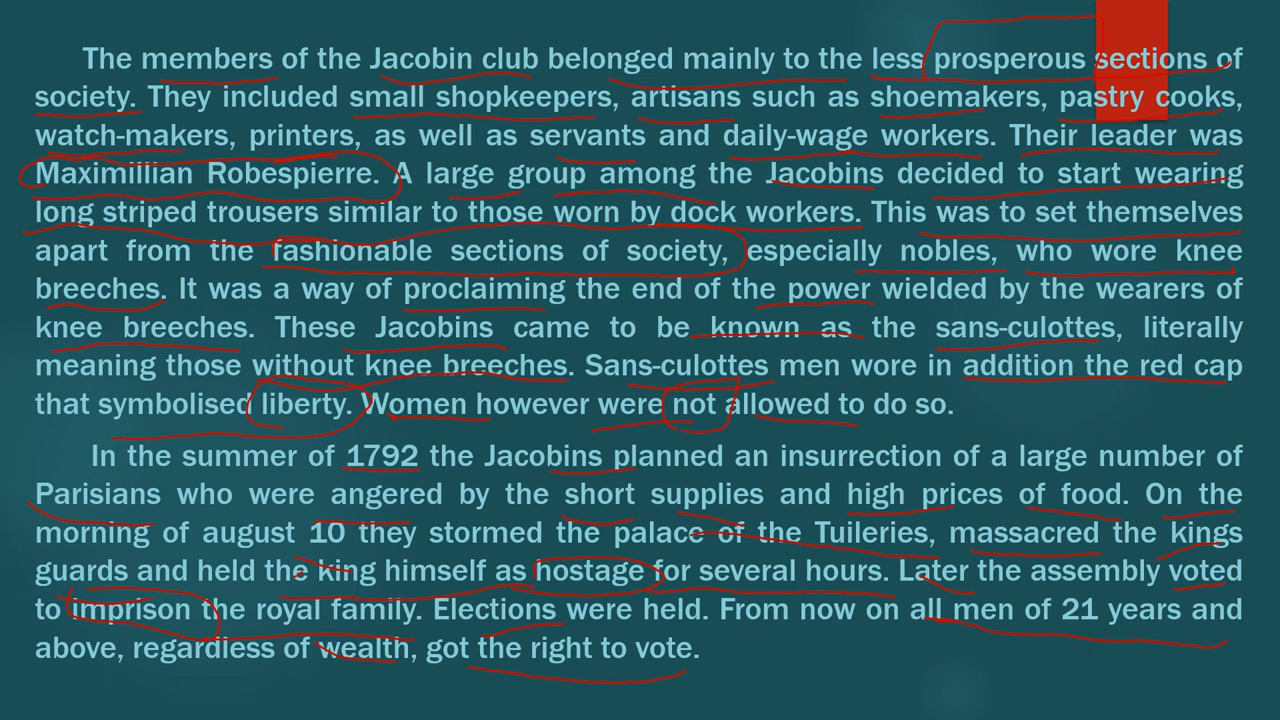 The members of the Jacobin club belonged mainly to the less prosperous sections of
society. They included small shopkeepers, artisans such as shoemakers, pastry cooks,
watch-makers, printers, as well as servants and daily-wage workers. Their leader was
Maximillian Robespierre. A large group among the Jacobins decided to start wearing
long striped trousers similar to those worn by dock workers. This was to set themselves
apart from the fashionable sections of society, especially nobles, who wore knee
breeches. It was a way of proclaiming the end of the power wielded by the wearers of
knee breeches. These Jacobins came to be known as the sans-culottes, literally
meaning those without knee breeches. Sans-culottes men wore in addition the red cap
that symbolised liberty. Women however were not allowed to do so.
In the summer of 1792 the Jacobins planned an insurrection of a large number of
Parisians who were angered by the short supplies and high prices of food. On the
morning of august 10 they stormed the palace of the Tuileries, massacred the kings
guards and held the king himself as hostage for several hours. Later the assembly voted
to imprison the royal family. Elections were held. From now on all men of 21 years and
above, regardless of wealth, got the right to vote.